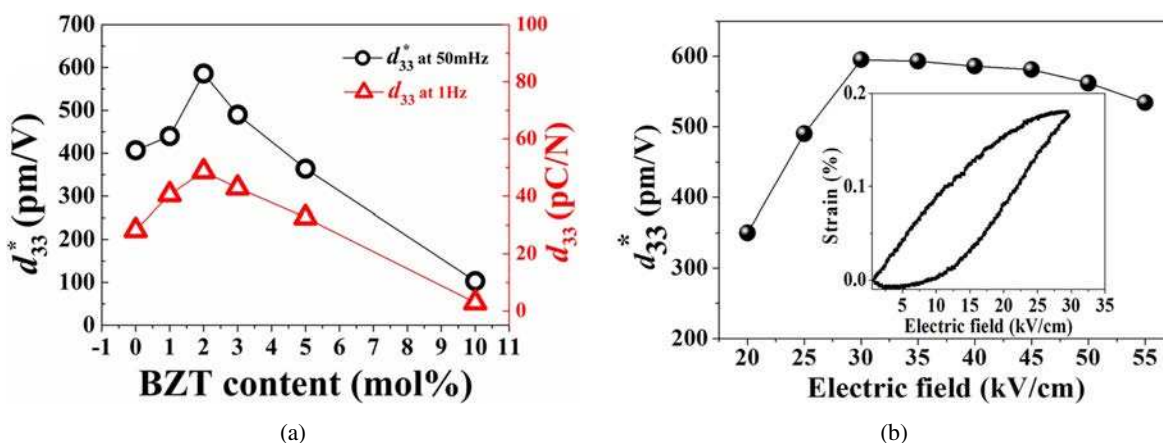 700
600
500
400
300
200
100
0
-1 0 1 2 3 4 5 6 7 8 9 10 11
100
80
60
40
20
0
d*33 at 50mHz
d33 at 1Hz
d*33 (pm/V)
d33 (pC/N)
BZT content (mol%)
(a)
600
500
400
300
200
20 25 30 35 40 45 50 55
d*33 (pm/V)
Electric field (kV/cm)
0.2
0.1
0.0
5 10 15 20 25 30 35
Strain (%)
Electric field (kV/cm)
(b)